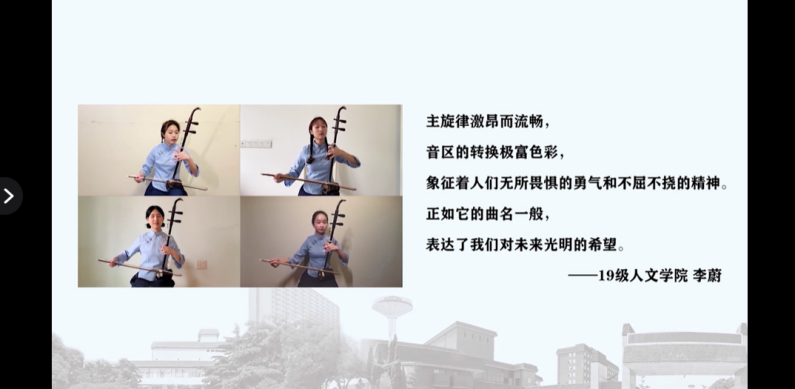 主旋律激昂而流畅，
音区的转换极富色彩，
象征着人们无所畏惧的勇气和不屈不挠的精神。
正如它的曲名一般，
表达了我们对未来光明的希望。
——19级人文学院 李蔚